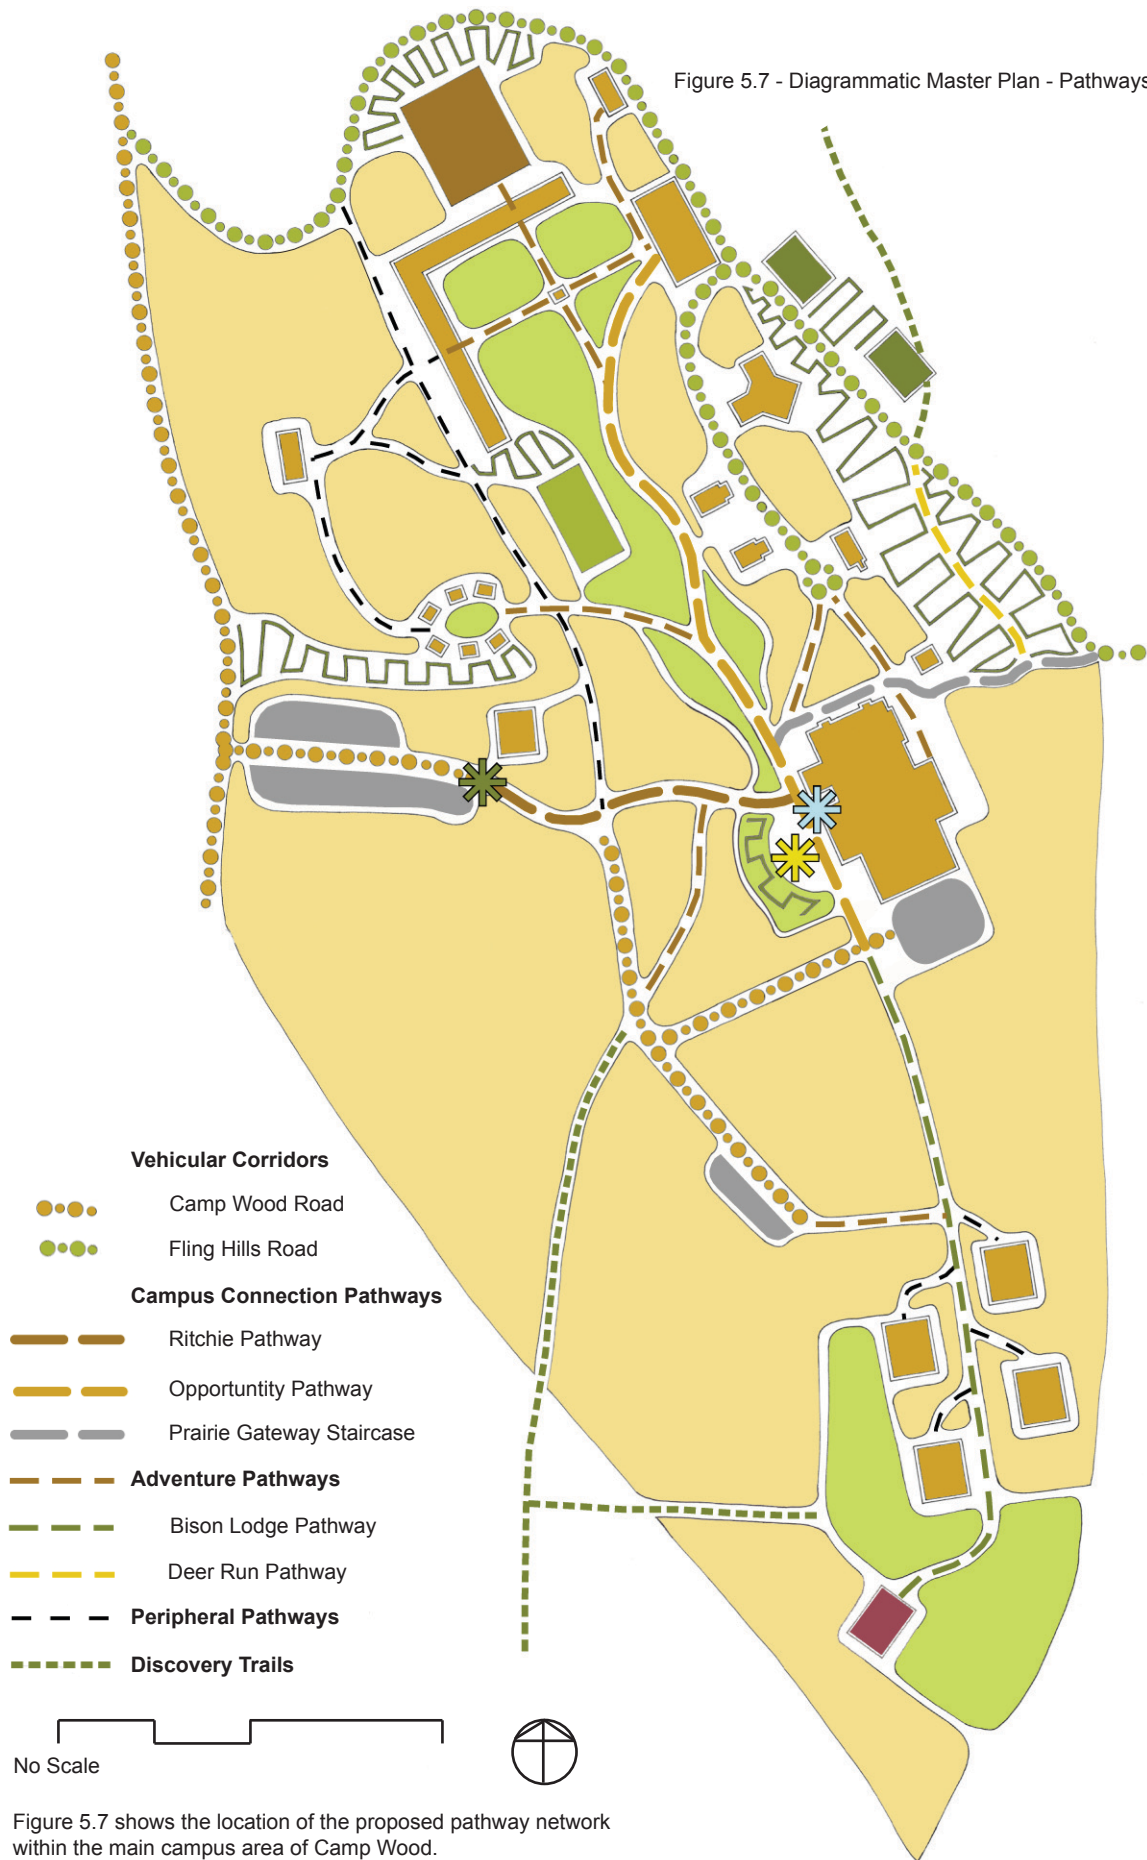 Figure 5.7 - Diagrammatic Master Plan - Pathways
Vehicular Corridors
Camp Wood Road
Fling Hills Road
Campus Connection Pathways
Ritchie Pathway
Opportuntity Pathway
Prairie Gateway Staircase
Adventure Pathways
Bison Lodge Pathway
Deer Run Pathway
Peripheral Pathways
Discovery Trails
No Scale
Figure 5.7 shows the location of the proposed pathway network
within the main campus area of Camp Wood.